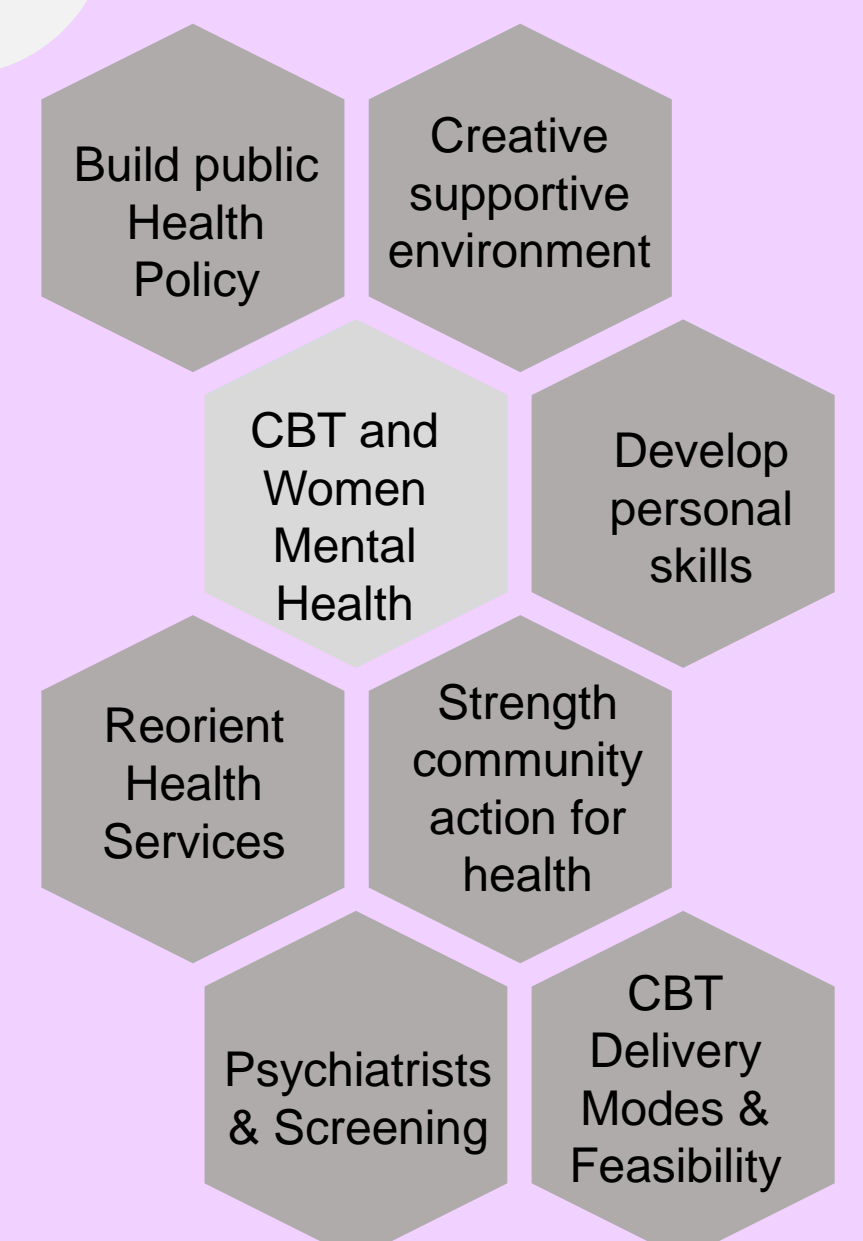 Build public
Health
Policy
Creative
supportive
environment
CBT and
Women
Mental
Health
Develop
personal
skills
Reorient
Health
Services
Strength
community
action for
health
Psychiatrists
& Screening
CBT
Delivery
Modes &
Feasibility